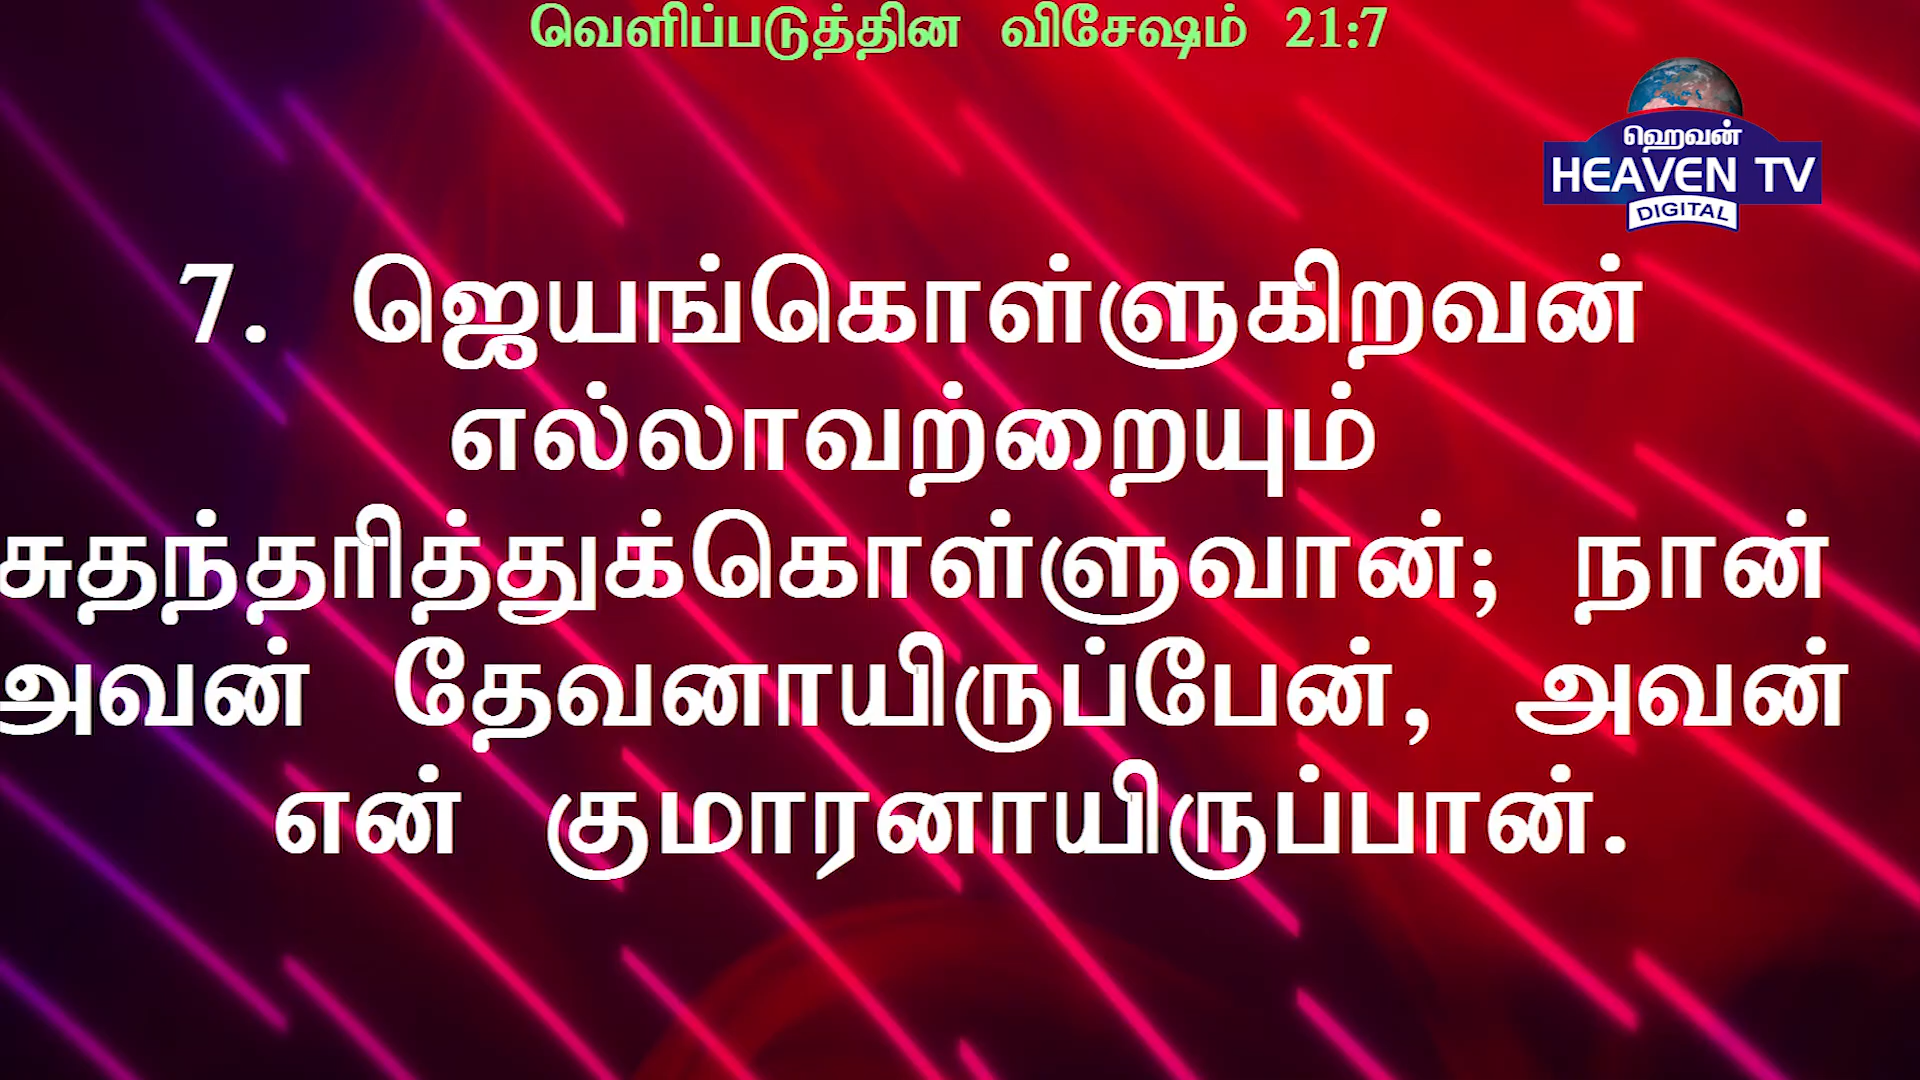 வெளிப்படுத்தின விசேஷம் 21:7
ஹெவன்
HEAVEN TV
DIGITAL
7. ஜெயங்கொள்ளுகிறவன்
எல்லாவற்றையும்
சுதந்தரித்துக்கொள்ளுவான்; நான்
அவன் தேவனாயிருப்பேன், அவன்
என் குமாரனாயிருப்பான்.